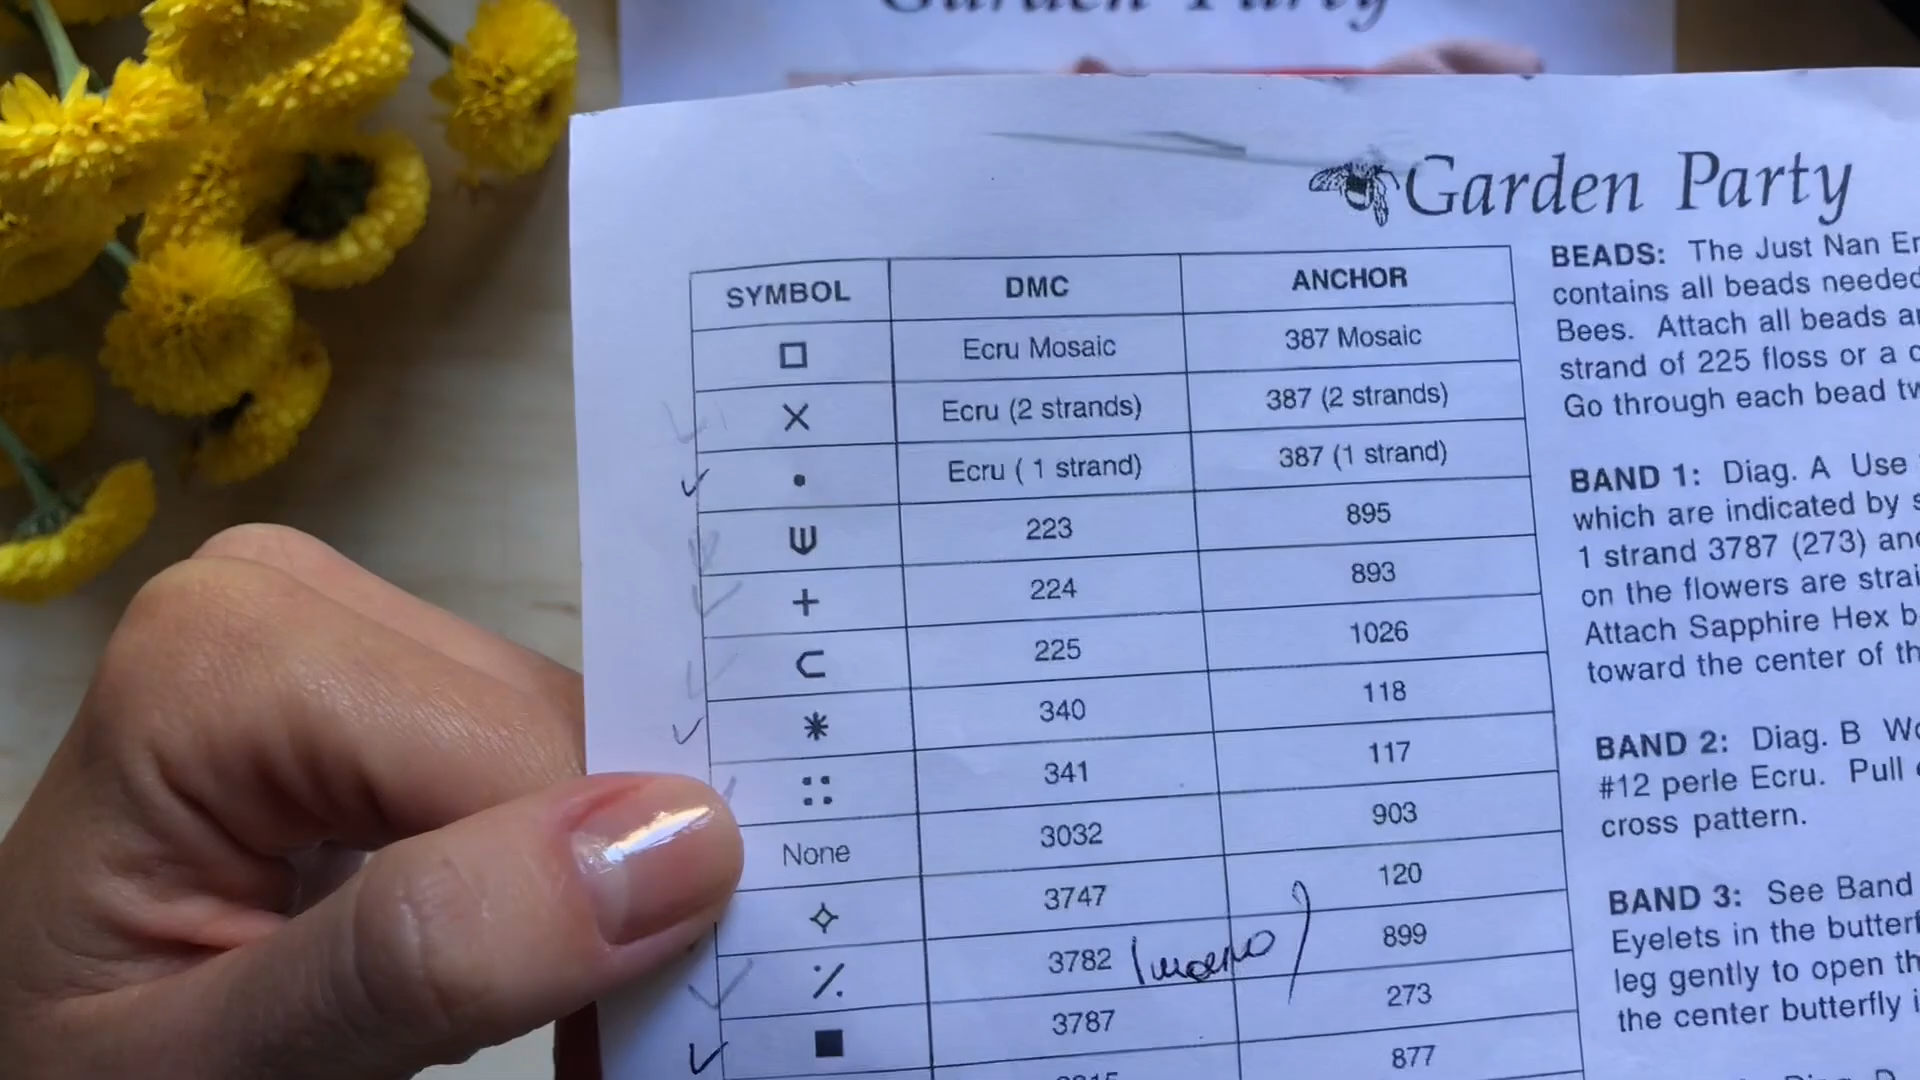 Garden Party
Garden Party
SYMBOL DMC ANCHOR
Ecru Mosaic 387 Mosaic
Ecru (2 strands) 387 (2 strands)
Ecru ( 1 strand) 387 (1 strand)
223 895
+ 224 893
225 1026
340 118
341 117
None 3032 903
3747 120
3782 899
3787 273
877
BEADS: The Just Nan
contains all beads needed
Bees. Attach all beads
strand of 225 floss or a
Go through each bead
BAND 1: Diag. A Use
which are indicated by
1 strand 3787 (273) and
on the flowers are
Attach Sapphire Hex
toward the center of
BAND 2: Diag. B
#12 perle Ecru. Pull
cross pattern.
BAND 3: See Band
Eyelets in the
leg gently to open
the center butterfly